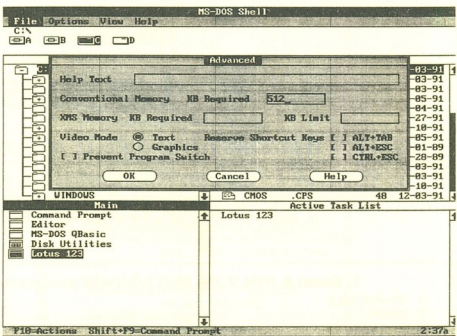 MS-DOS Shell
File Options View Help
C:\
A B C D
Advanced
Help Text
Conventional Memory KB Required 512_
XMS Memory KB Required KB Limit
Video Mode Text Reserve Shortcut Keys [ ] ALT+TAB
Graphics [ ] ALT+ESC
[ ] Prevent Program Switch [ ] CTRL+ESC
OK Cancel Help
-03-91
-03-91
-05-91
-04-91
-27-91
-10-91
-05-91
-01-89
-28-89
-03-91
-03-91
-10-91
WINDOWS CMOS .CPS 48 12-03-91
Main Active Task List
Command Prompt Lotus 123
Editor
MS-DOS QBasic
Disk Utilities
Lotus 123
F10=Actions Shift+F9=Command Prompt 2:37a